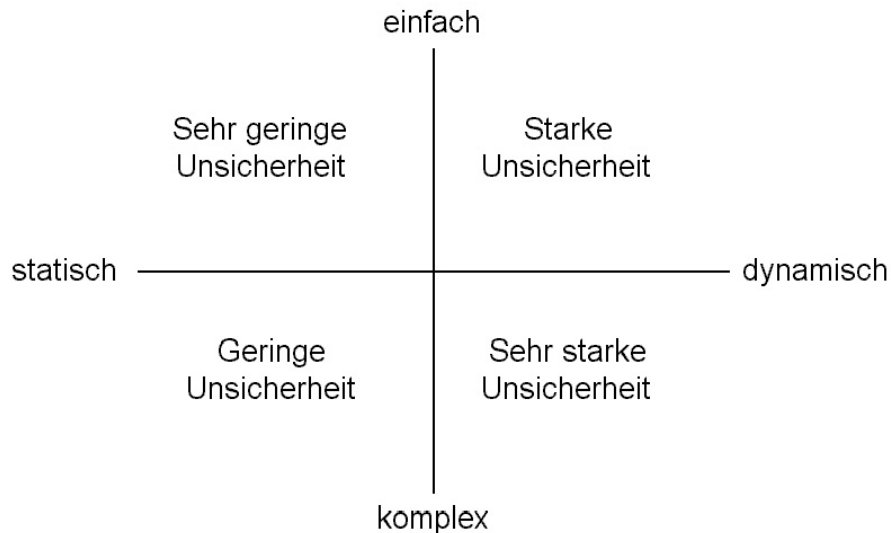 einfach
Sehr geringe
Unsicherheit
Starke
Unsicherheit
statisch
dynamisch
Geringe
Unsicherheit
Sehr starke
Unsicherheit
komplex